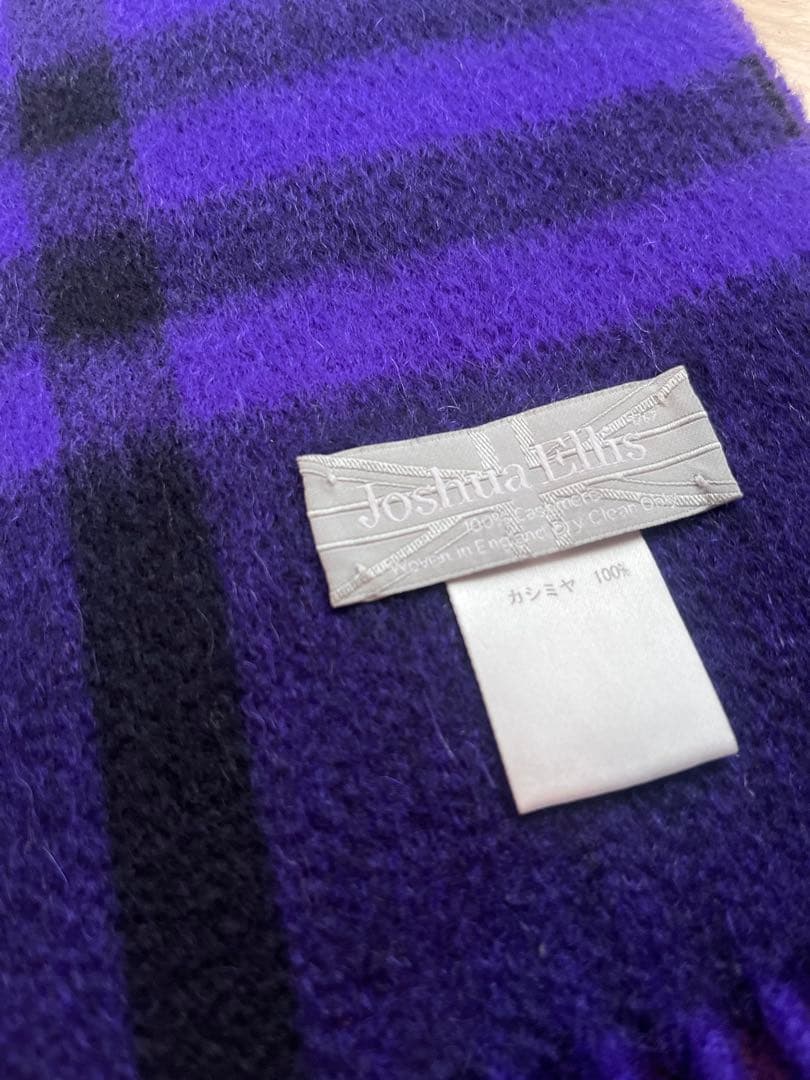 Joshua Ellis
100% Cashmere
Woven in England Dry Clean Only
カシミヤ 100%